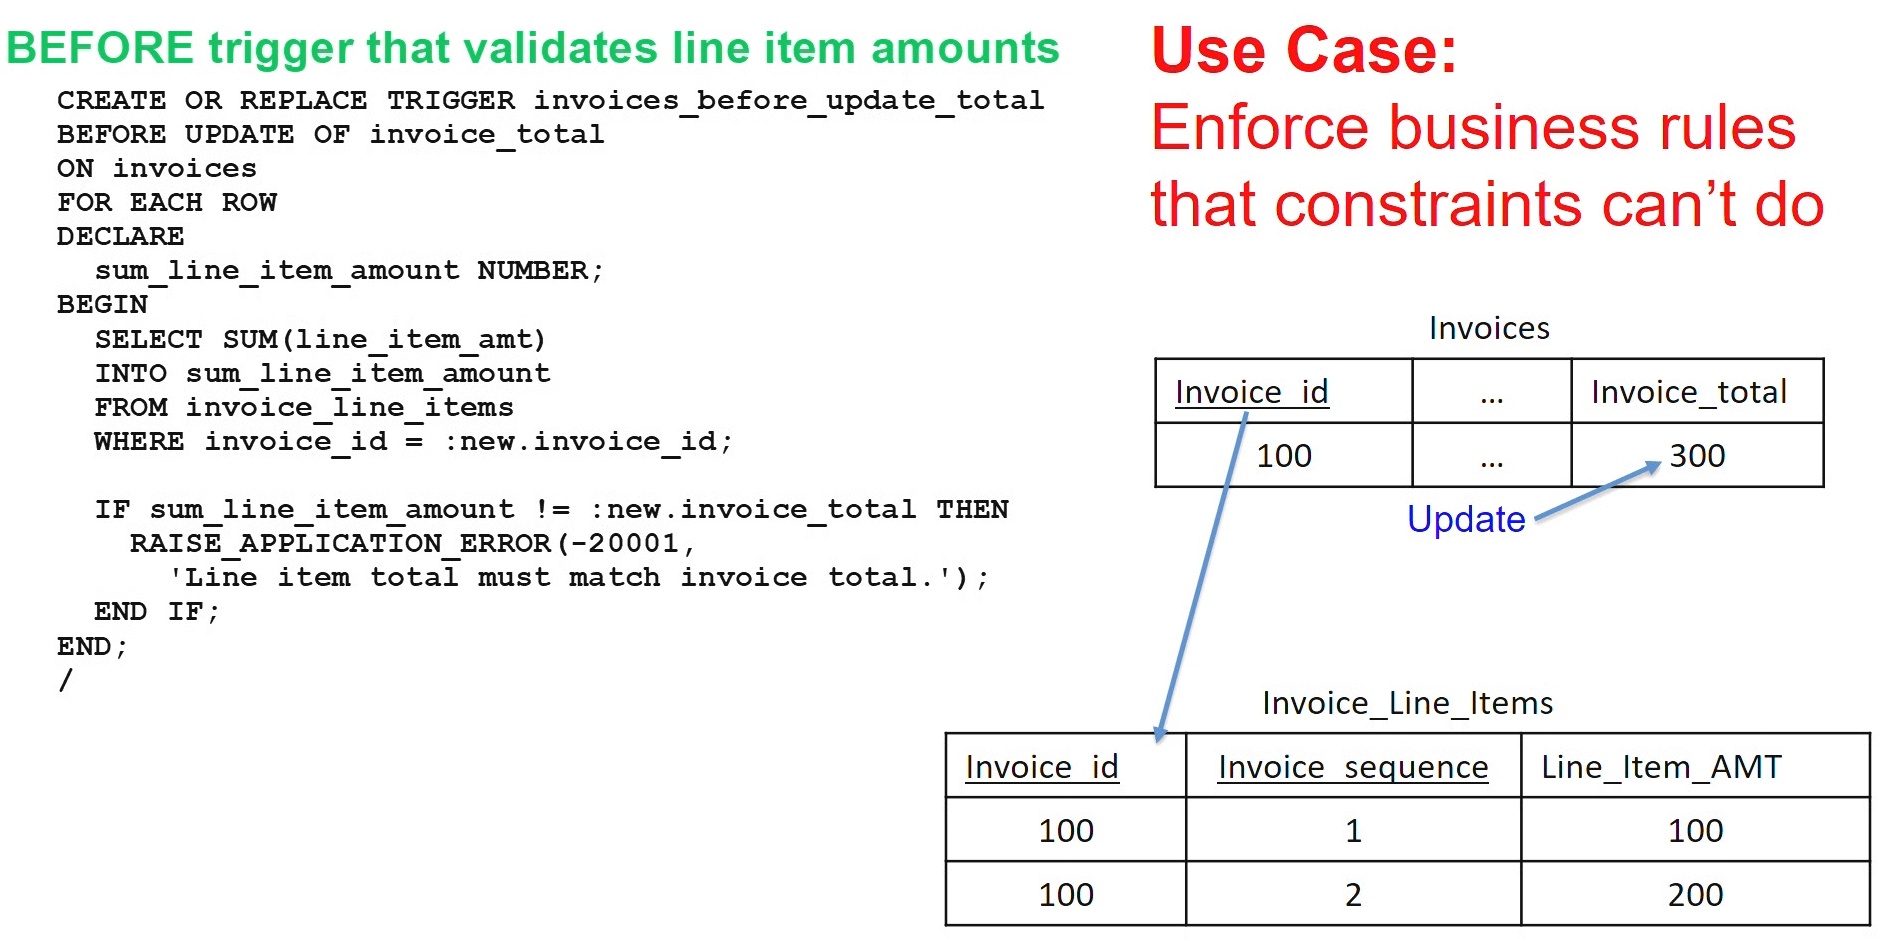 BEFORE trigger that validates line item amounts
CREATE OR REPLACE TRIGGER invoices_before_update_total
BEFORE UPDATE OF invoice_total
ON invoices
FOR EACH ROW
DECLARE
sum_line_item_amount NUMBER;
BEGIN
SELECT SUM(line_item_amt)
INTO sum_line_item_amount
FROM invoice_line_items
WHERE invoice_id = :new.invoice_id;
IF sum_line_item_amount != :new.invoice_total THEN
RAISE_APPLICATION_ERROR(-20001,
'Line item total must match invoice total.');
END IF;
END;
/
Use Case:
Enforce business rules
that constraints can’t do
Invoices
Invoice_id ... Invoice_total
100 ... 300
Update
Invoice_Line_Items
Invoice_id Invoice_sequence Line_Item_AMT
100 1 100
100 2 200